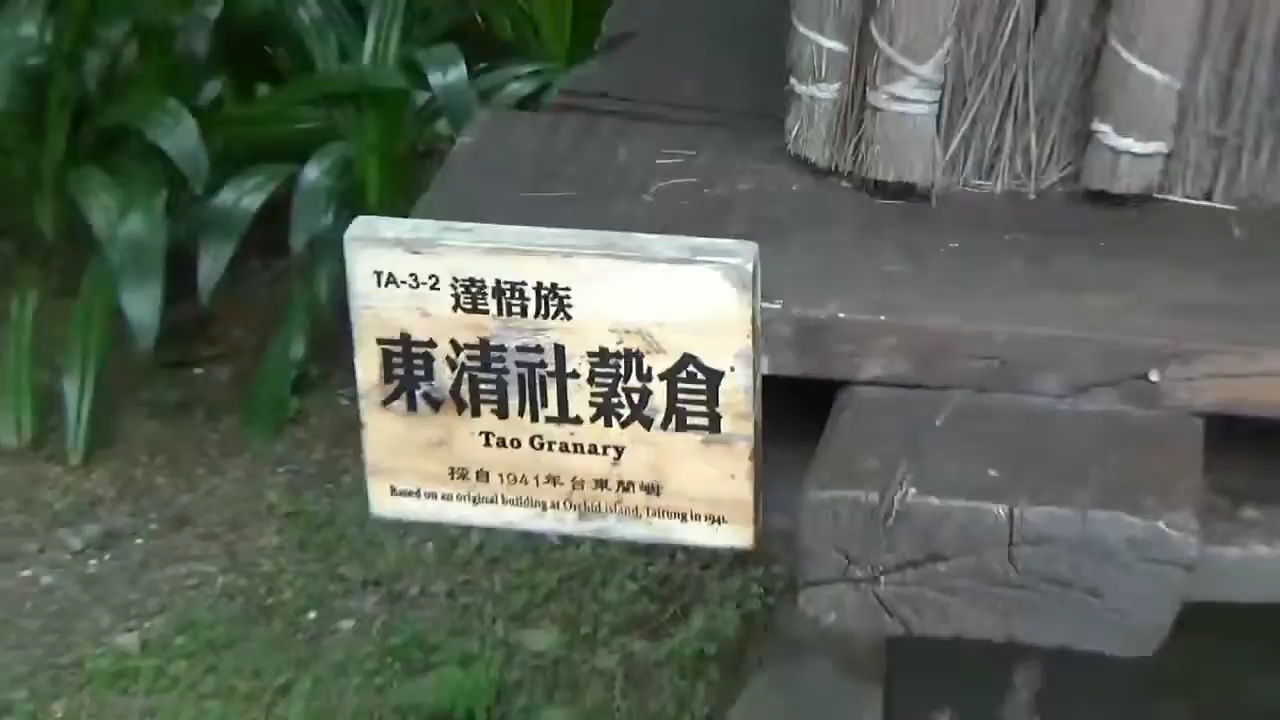 TA-3-2 達悟族
東清社穀倉
Tao Granary
採自1941年台東蘭嶼
Based on an original building at Orchid island, Taitung in 1941.